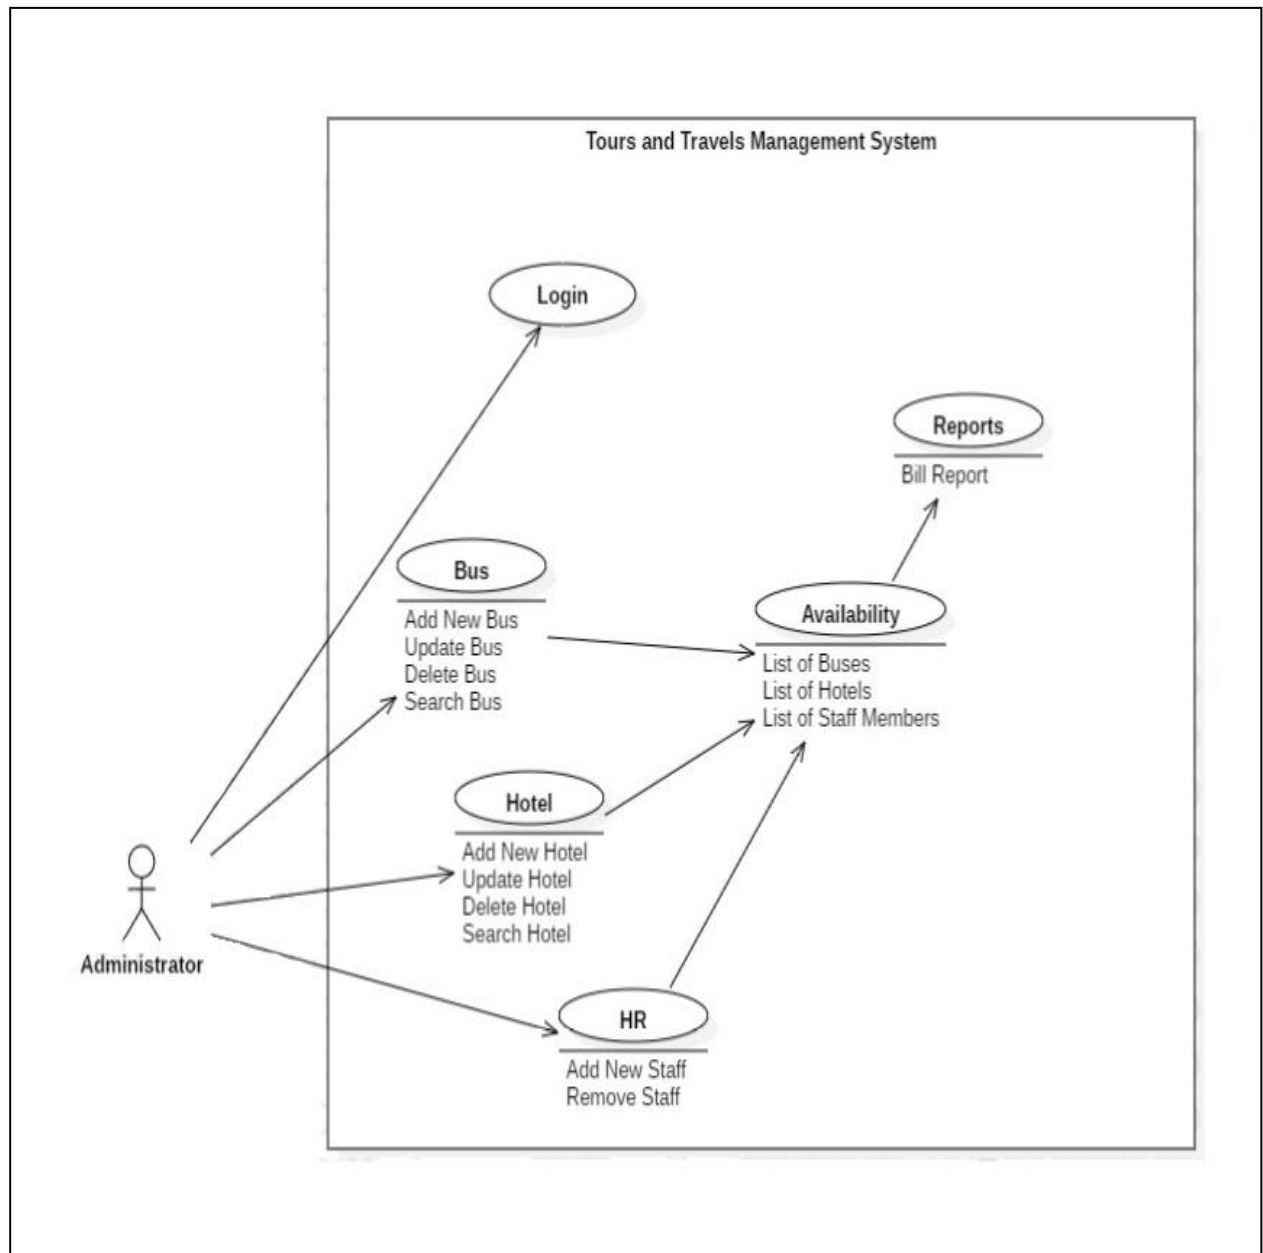 Tours and Travels Management System
Login
Reports
Bill Report
Bus
Add New Bus
Update Bus
Delete Bus
Search Bus
Availability
List of Buses
List of Hotels
List of Staff Members
Hotel
Add New Hotel
Update Hotel
Delete Hotel
Search Hotel
Administrator
HR
Add New Staff
Remove Staff